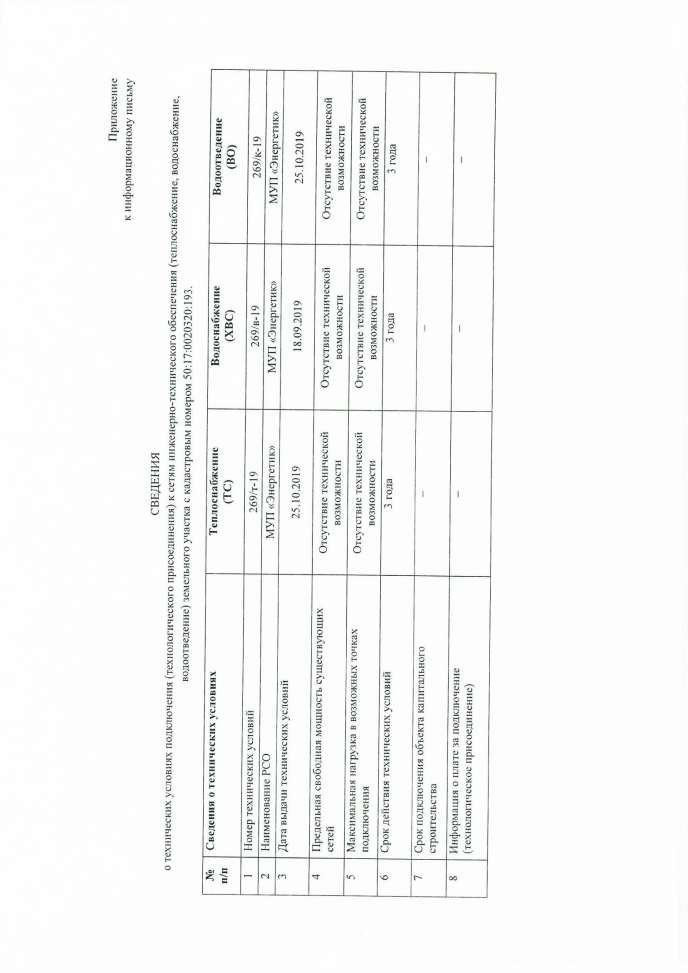 Приложение
к информационному письму
СВЕДЕНИЯ
о технических условиях подключения (технологического присоединения) к сетям инженерно-технического обеспечения (теплоснабжение, водоснабжение,
водоотведение) земельного участка с кадастровым номером 50:17:0020320:193.
№ п/п Сведения о технических условиях Теплоснабжение (ТС) Водоснабжение (ХВС) Водоотведение (ВО)
1 Номер технических условий 269/т-19 269/в-19 269/к-19
2 Наименование РСО МУП «Энергетик» МУП «Энергетик» МУП «Энергетик»
3 Дата выдачи технических условий 25.10.2019 18.09.2019 25.10.2019
4 Предельная свободная мощность существующих Отсутствие технической Отсутствие технической Отсутствие технической
сетей возможности возможности возможности
5 Максимальная нагрузка в возможных точках Отсутствие технической Отсутствие технической Отсутствие технической
подключения возможности возможности возможности
6 Срок действия технических условий 3 года 3 года 3 года
7 Срок подключения объекта капитального – – –
строительства
8 Информация о плате за подключение – – –
(технологическое присоединение)